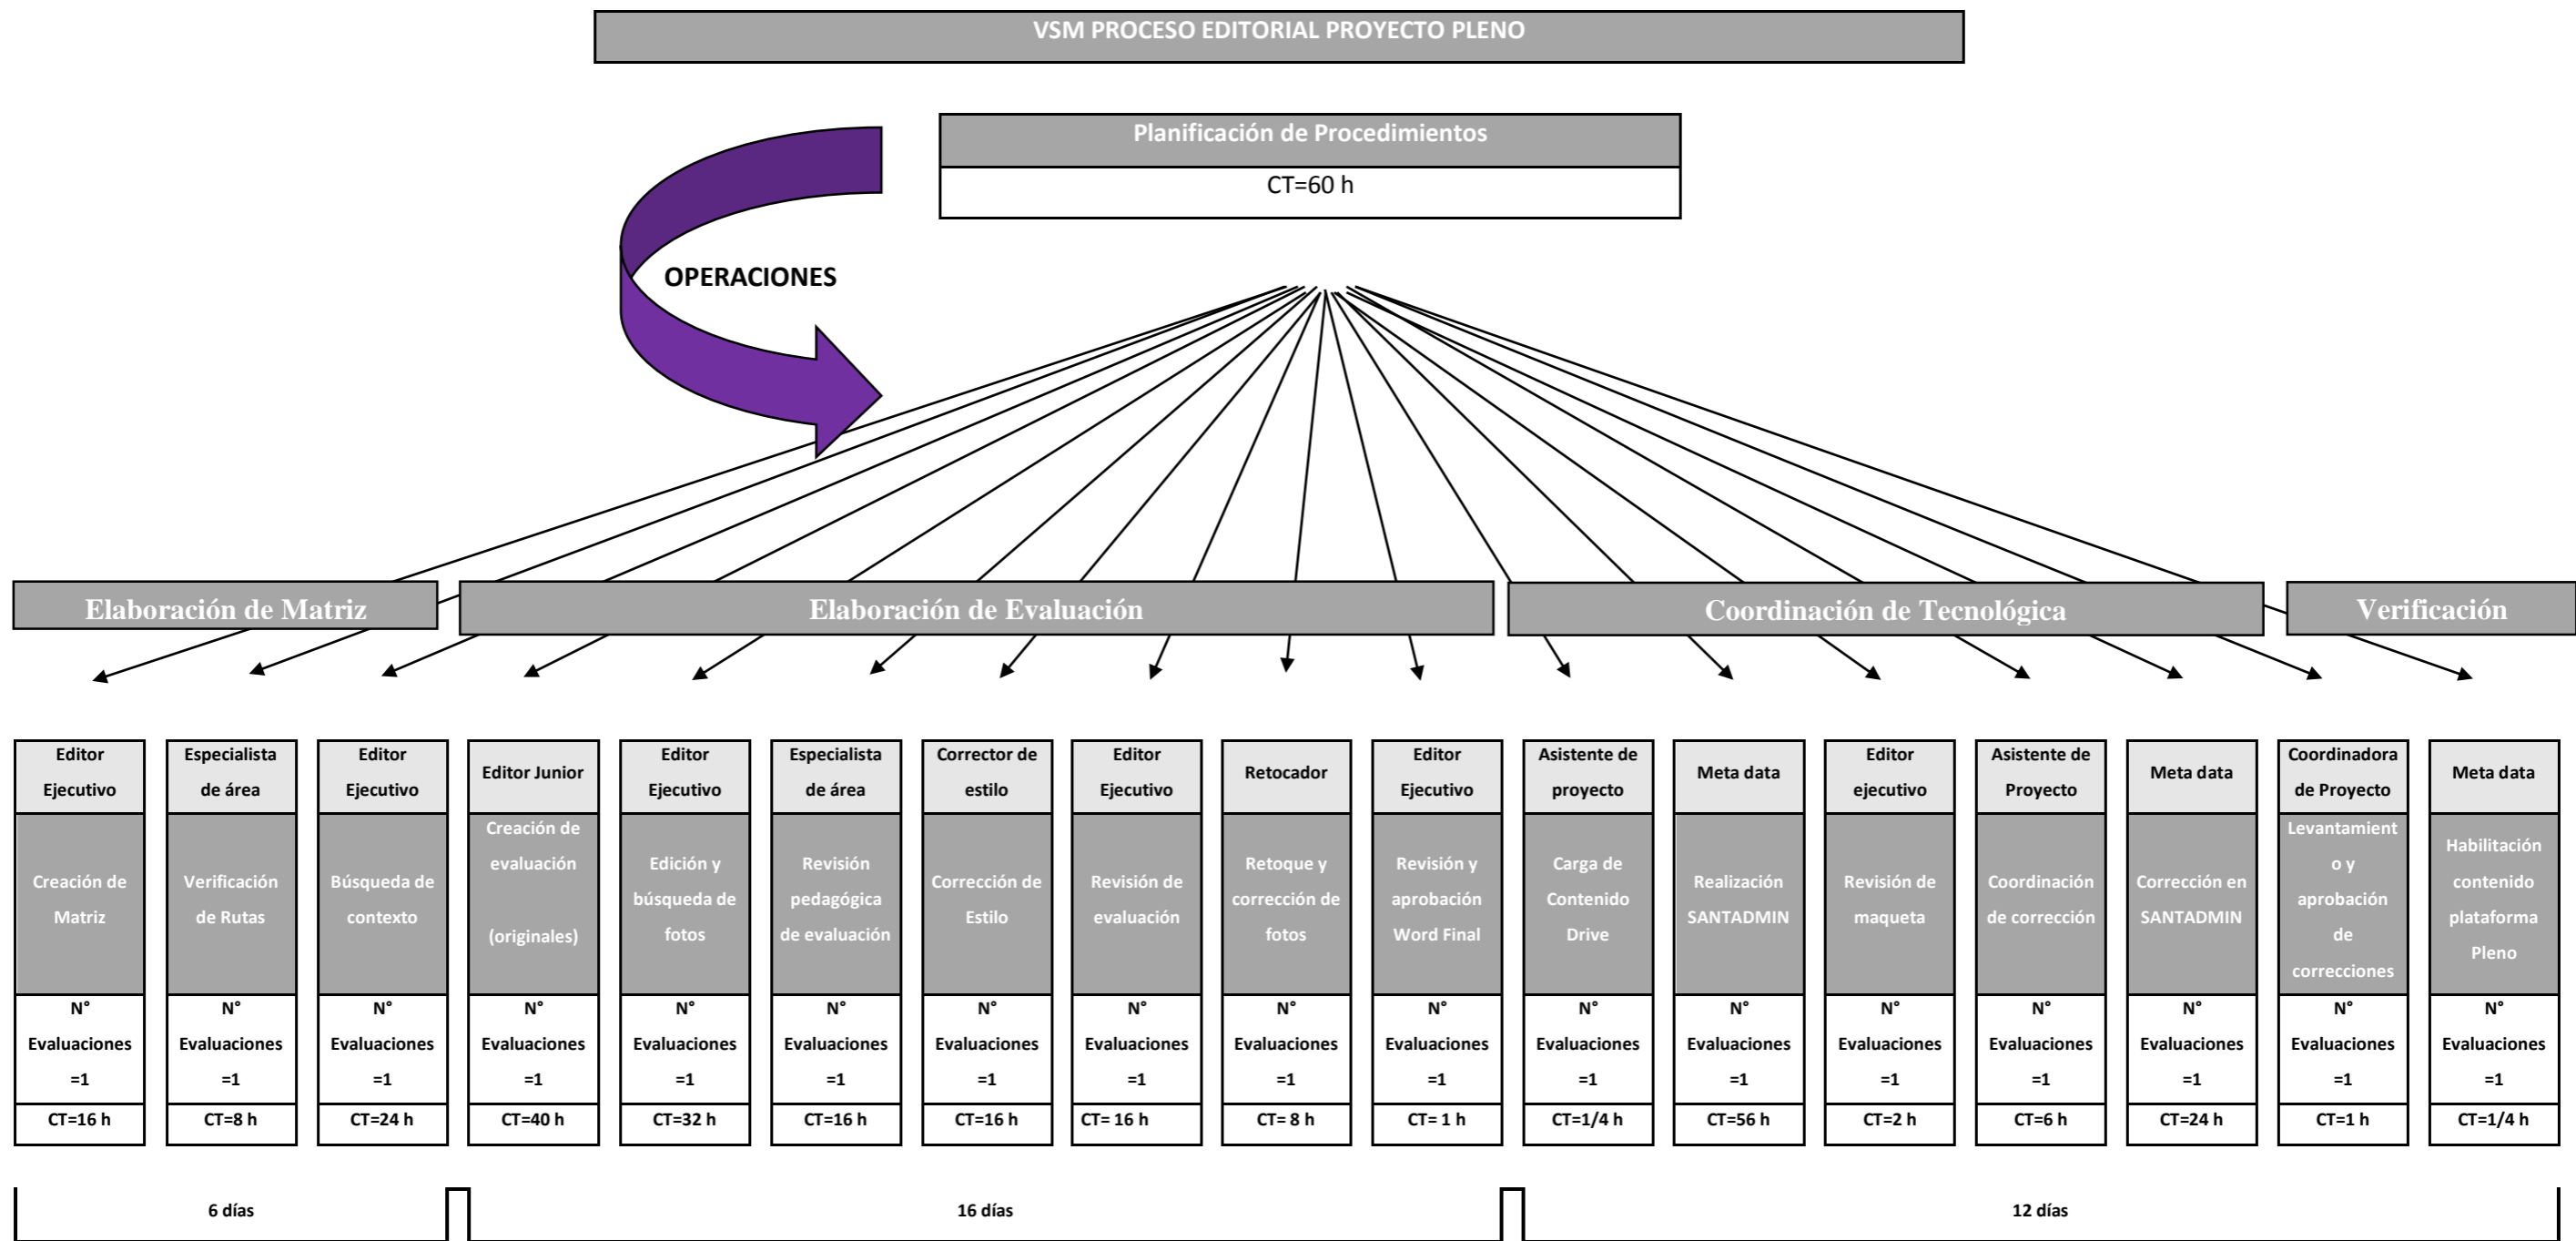 VSM PROCESO EDITORIAL PROYECTO PLENO
Planificación de Procedimientos
CT=60 h
OPERACIONES
Elaboración de Matriz
Elaboración de Evaluación
Coordinación de Tecnológica
Verificación
Editor
Ejecutivo
Creación de
Matriz
N°
Evaluaciones
=1
CT=16 h
Especialista
de área
Verificación
de Rutas
N°
Evaluaciones
=1
CT=8 h
Editor
Ejecutivo
Búsqueda de
contexto
N°
Evaluaciones
=1
CT=24 h
Editor Junior
Creación de
evaluación
(originales)
N°
Evaluaciones
=1
CT=40 h
Editor
Ejecutivo
Edición y
búsqueda de
fotos
N°
Evaluaciones
=1
CT=32 h
Especialista
de área
Revisión
pedagógica
de evaluación
N°
Evaluaciones
=1
CT=16 h
Corrector de
estilo
Corrección de
Estilo
N°
Evaluaciones
=1
CT=16 h
Editor
Ejecutivo
Revisión de
evaluación
N°
Evaluaciones
=1
CT= 16 h
Retocador
Retoque y
corrección de
fotos
N°
Evaluaciones
=1
CT= 8 h
Editor
Ejecutivo
Revisión y
aprobación
Word Final
N°
Evaluaciones
=1
CT= 1 h
Asistente de
proyecto
Carga de
Contenido
Drive
N°
Evaluaciones
=1
CT=1/4 h
Meta data
Realización
SANTADMIN
N°
Evaluaciones
=1
CT=56 h
Editor
ejecutivo
Revisión de
maqueta
N°
Evaluaciones
=1
CT=2 h
Asistente de
Proyecto
Coordinación
de corrección
N°
Evaluaciones
=1
CT=6 h
Meta data
Corrección en
SANTADMIN
N°
Evaluaciones
=1
CT=24 h
Coordinadora
de Proyecto
Levantamient
o y
aprobación
de
correcciones
N°
Evaluaciones
=1
CT=1 h
Meta data
Habilitación
contenido
plataforma
Pleno
N°
Evaluaciones
=1
CT=1/4 h
6 días
16 días
12 días